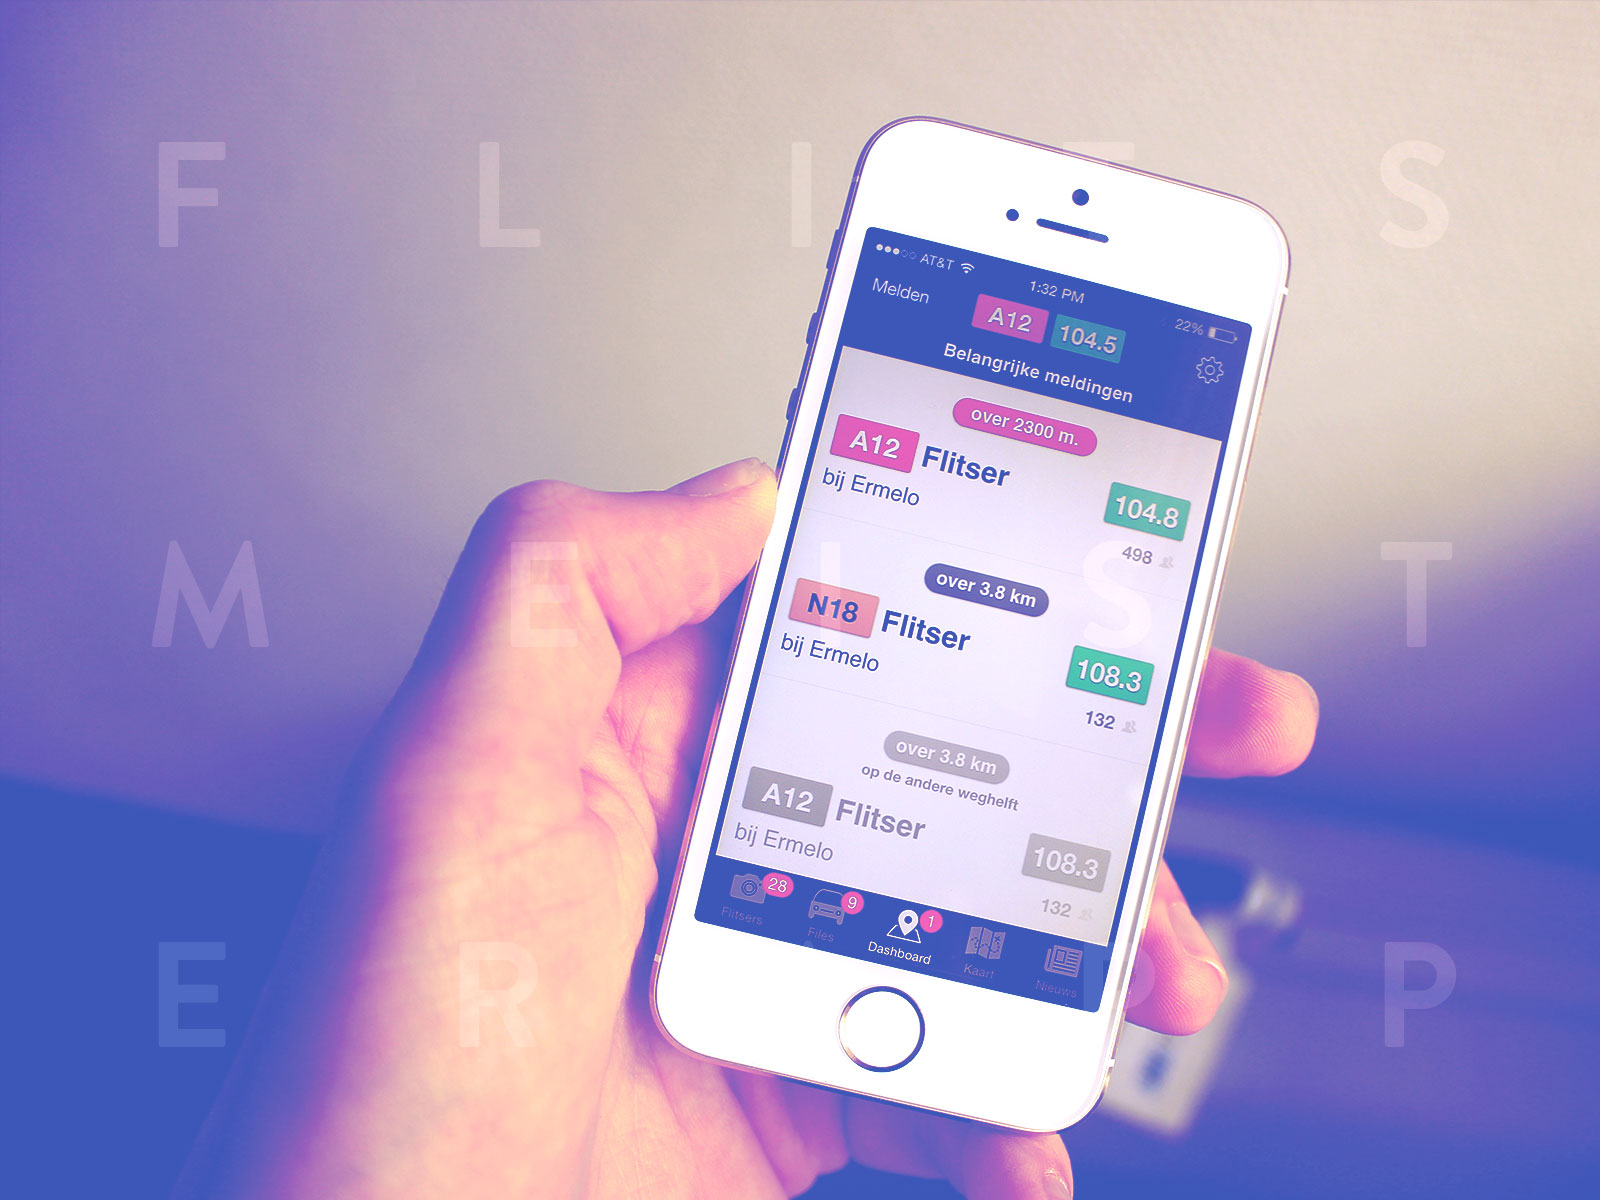 F L I T S
●●●○○ AT&T 1:32 PM 22%
Melden A12 104.5
Belangrijke meldingen
over 2300 m.
A12 Flitser
bij Ermelo
104.8
498
over 3.8 km
N18 Flitser
bij Ermelo
108.3
132
over 3.8 km
op de andere weghelft
A12 Flitser
bij Ermelo
108.3
132
28 9 1
Flitsers Files Dashboard Kaart Nieuws
M E I S T
E R P P